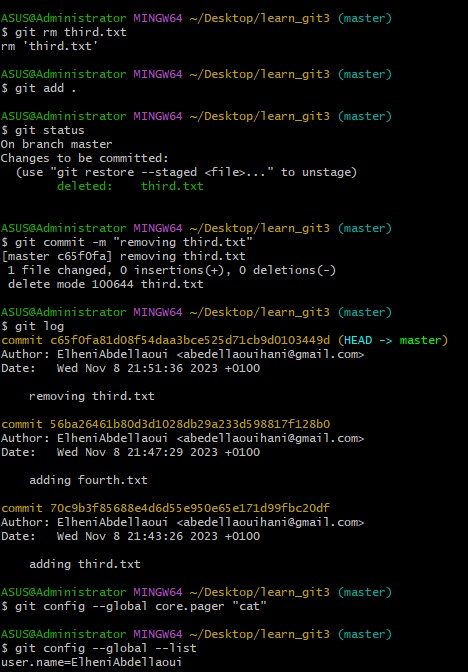 ASUS@Administrator MINGW64 ~/Desktop/learn_git3 (master)
$ git rm third.txt
rm 'third.txt'
ASUS@Administrator MINGW64 ~/Desktop/learn_git3 (master)
$ git add .
ASUS@Administrator MINGW64 ~/Desktop/learn_git3 (master)
$ git status
On branch master
Changes to be committed:
  (use "git restore --staged <file>..." to unstage)
        deleted:    third.txt
ASUS@Administrator MINGW64 ~/Desktop/learn_git3 (master)
$ git commit -m "removing third.txt"
[master c65f0fa] removing third.txt
 1 file changed, 0 insertions(+), 0 deletions(-)
 delete mode 100644 third.txt
ASUS@Administrator MINGW64 ~/Desktop/learn_git3 (master)
$ git log
commit c65f0fa81d08f54daa3bce525d71cb9d0103449d (HEAD -> master)
Author: ElheniAbdellaoui <abedellaouihani@gmail.com>
Date:   Wed Nov 8 21:51:36 2023 +0100
    removing third.txt
commit 56ba26461b80d3d1028db29a233d598817f128b0
Author: ElheniAbdellaoui <abedellaouihani@gmail.com>
Date:   Wed Nov 8 21:47:29 2023 +0100
    adding fourth.txt
commit 70c9b3f85688e4d6d55e950e65e171d99fbc20df
Author: ElheniAbdellaoui <abedellaouihani@gmail.com>
Date:   Wed Nov 8 21:43:26 2023 +0100
    adding third.txt
ASUS@Administrator MINGW64 ~/Desktop/learn_git3 (master)
$ git config --global core.pager "cat"
ASUS@Administrator MINGW64 ~/Desktop/learn_git3 (master)
$ git config --global --list
user.name=ElheniAbdellaoui